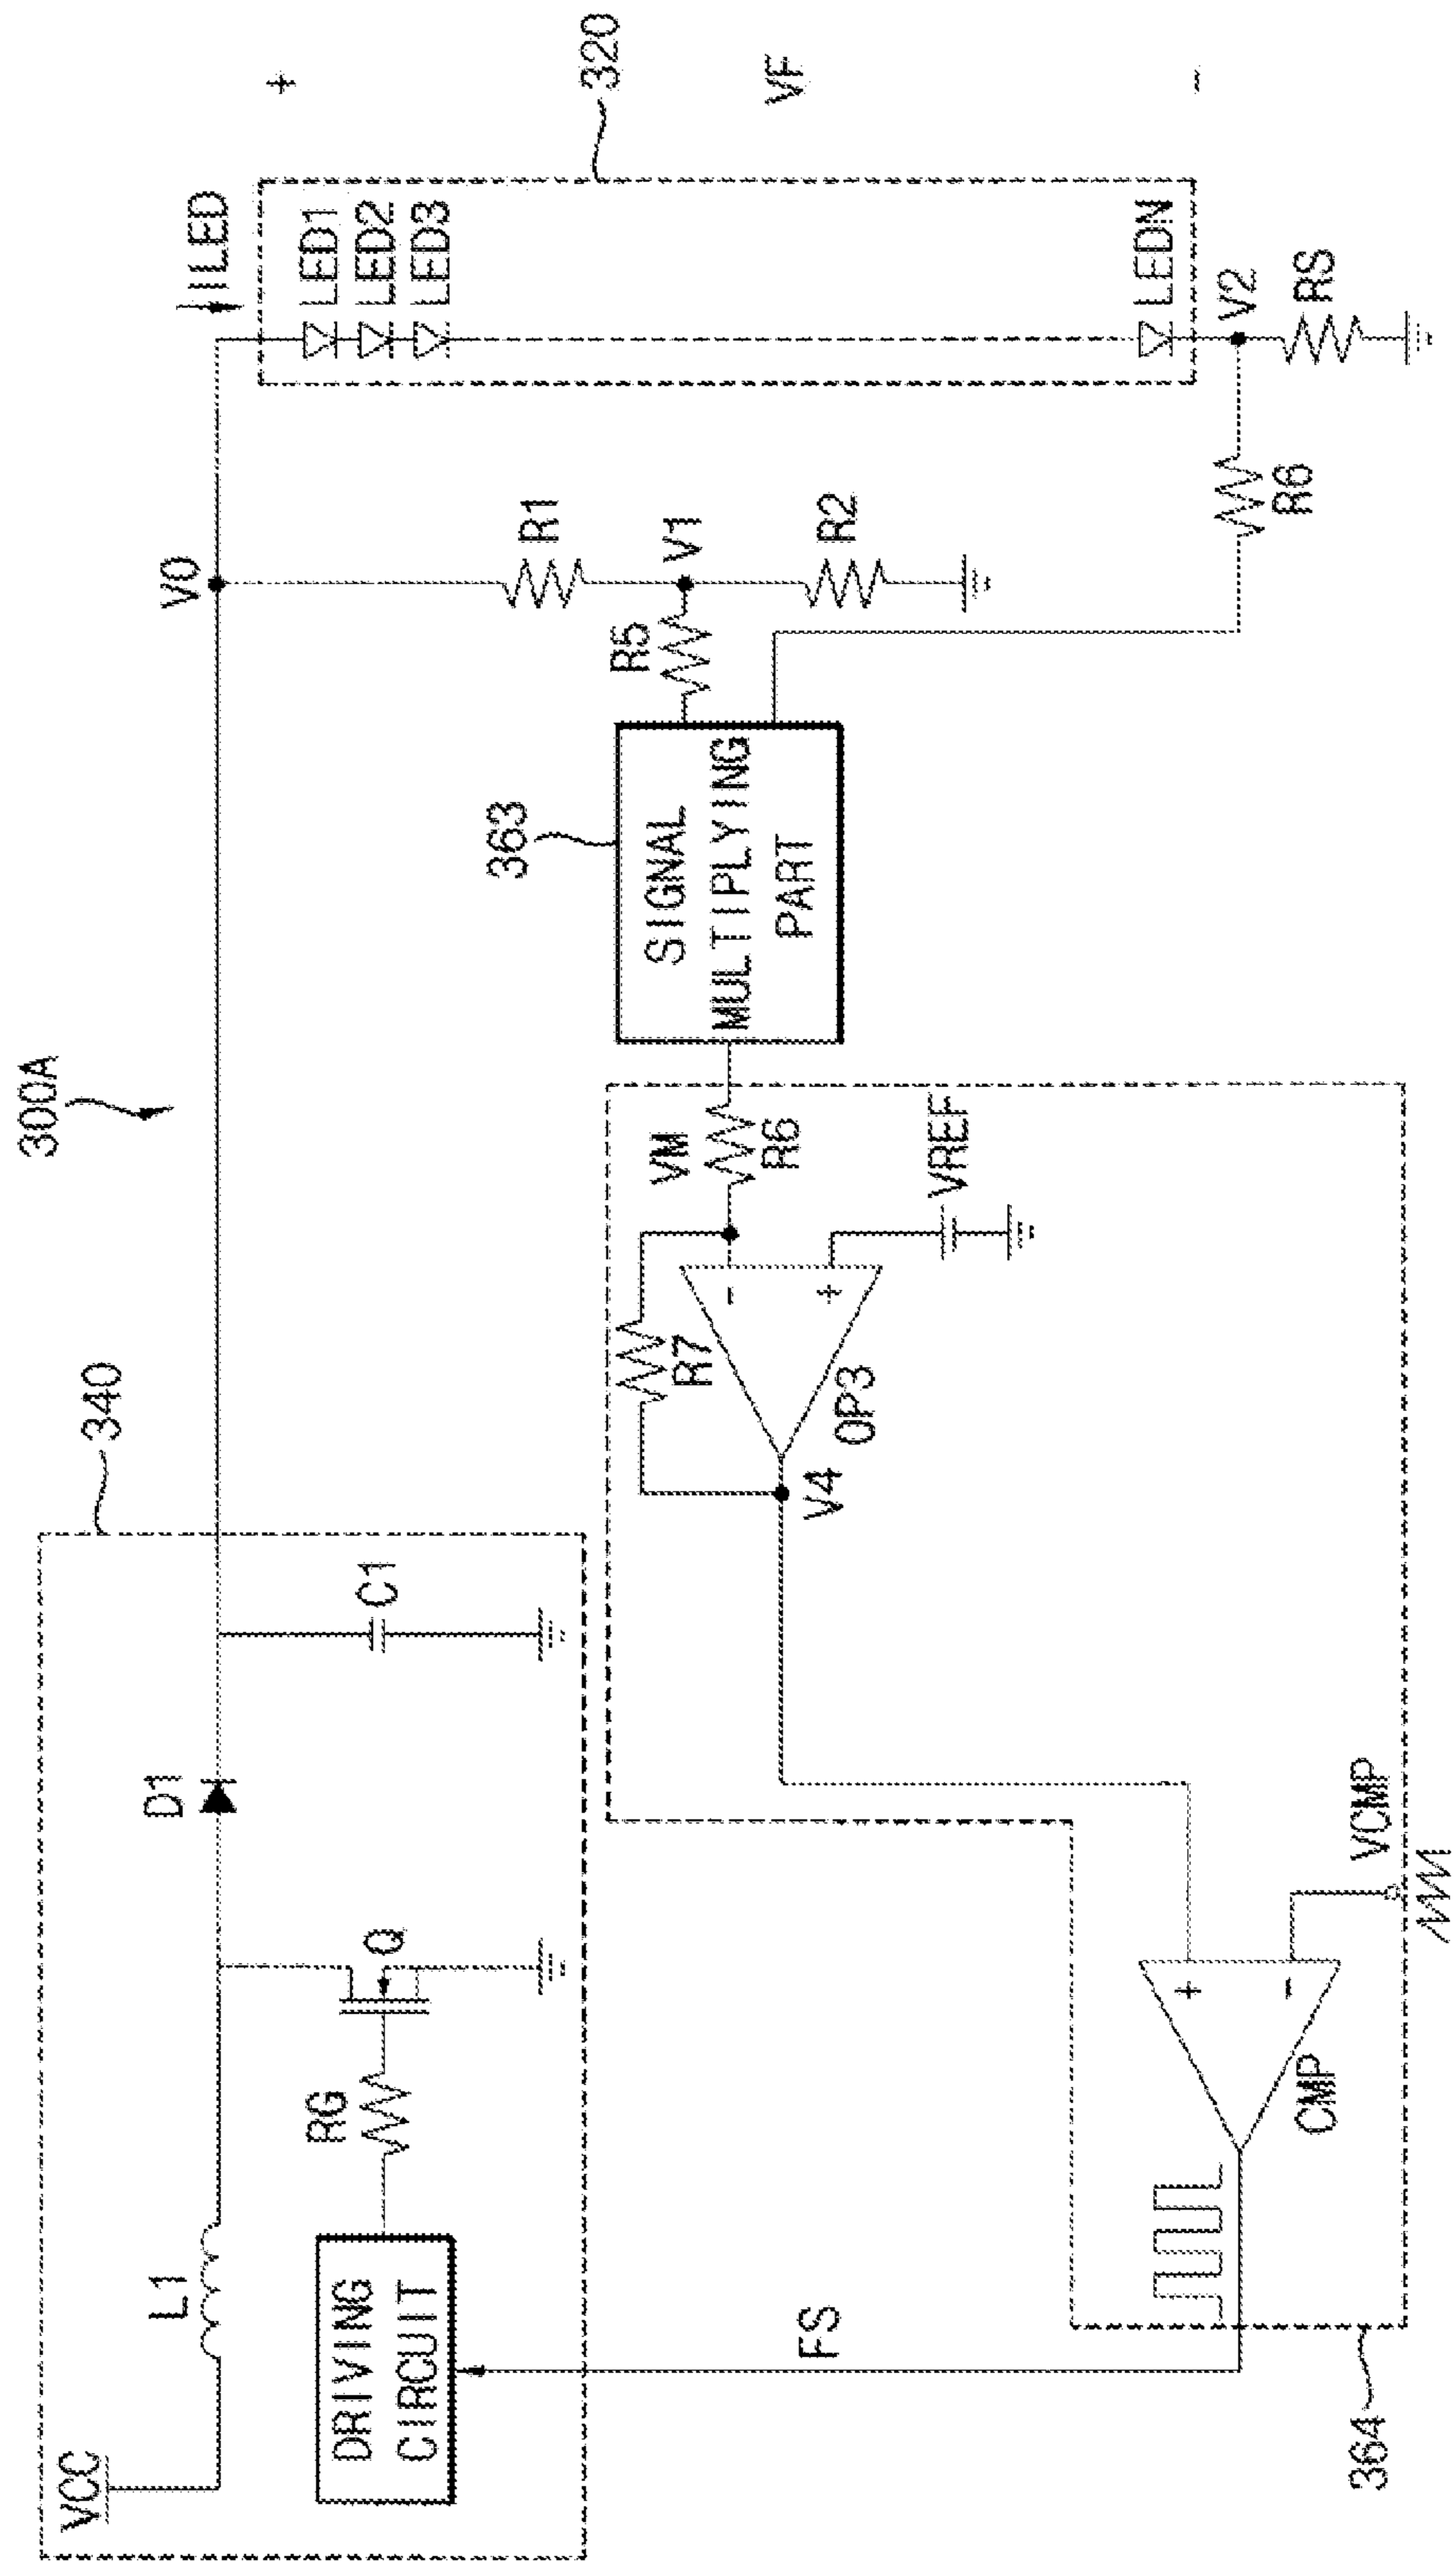 300A
340
VCC
L1
D1
C1
DRIVING
CIRCUIT
RG
Q
VO
ILED
320
LED1
LED2
LED3
LEDN
+
VF
-
R1
V1
R2
R5
363
SIGNAL
MULTIPLYING
PART
V2
RS
R6
VM
R6
VREF
R7
-
+
OP3
V4
FS
+
-
CMP
VCMP
364